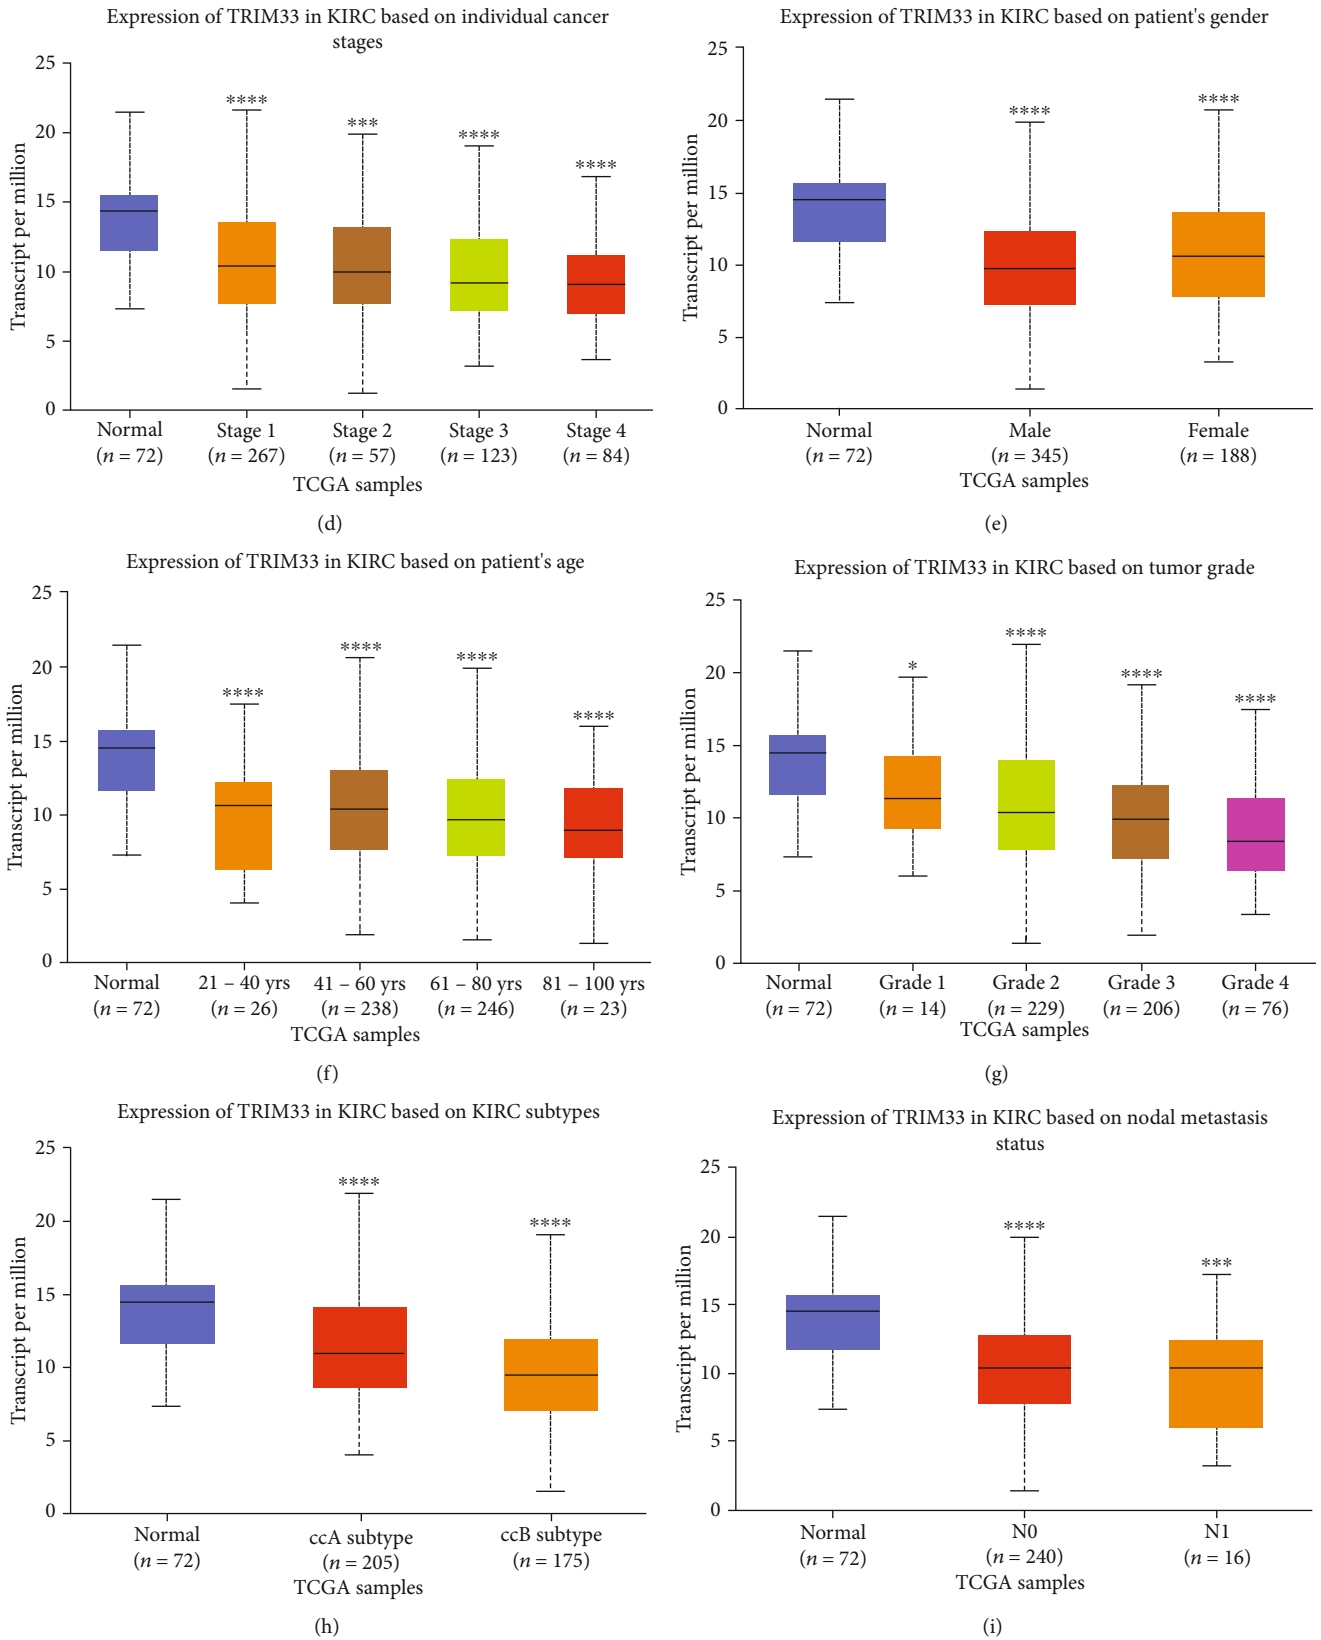 Expression of TRIM33 in KIRC based on individual cancer
stages
25
20
15
10
5
0
Transcript per million
****
***
****
****
Normal
(n = 72)
Stage 1
(n = 267)
Stage 2
(n = 57)
Stage 3
(n = 123)
Stage 4
(n = 84)
TCGA samples
(d)
Expression of TRIM33 in KIRC based on patient's gender
25
20
15
10
5
0
Transcript per million
****
****
Normal
(n = 72)
Male
(n = 345)
Female
(n = 188)
TCGA samples
(e)
Expression of TRIM33 in KIRC based on patient's age
25
20
15
10
5
0
Transcript per million
****
****
****
****
Normal
(n = 72)
21 – 40 yrs
(n = 26)
41 – 60 yrs
(n = 238)
61 – 80 yrs
(n = 246)
81 – 100 yrs
(n = 23)
TCGA samples
(f)
Expression of TRIM33 in KIRC based on tumor grade
25
20
15
10
5
0
Transcript per million
*
****
****
****
Normal
(n = 72)
Grade 1
(n = 14)
Grade 2
(n = 229)
Grade 3
(n = 206)
Grade 4
(n = 76)
TCGA samples
(g)
Expression of TRIM33 in KIRC based on KIRC subtypes
25
20
15
10
5
0
Transcript per million
****
****
Normal
(n = 72)
ccA subtype
(n = 205)
ccB subtype
(n = 175)
TCGA samples
(h)
Expression of TRIM33 in KIRC based on nodal metastasis
status
25
20
15
10
5
0
Transcript per million
****
***
Normal
(n = 72)
N0
(n = 240)
N1
(n = 16)
TCGA samples
(i)